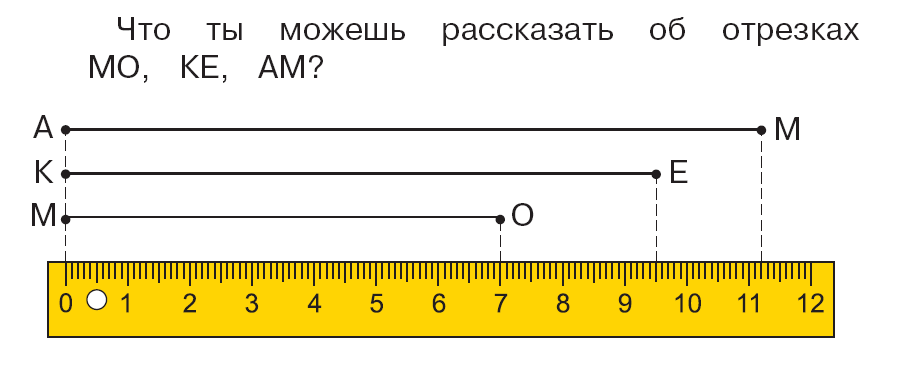 Что ты можешь рассказать об отрезках
МО, КЕ, АМ?
А М
К Е
М О
0 1 2 3 4 5 6 7 8 9 10 11 12